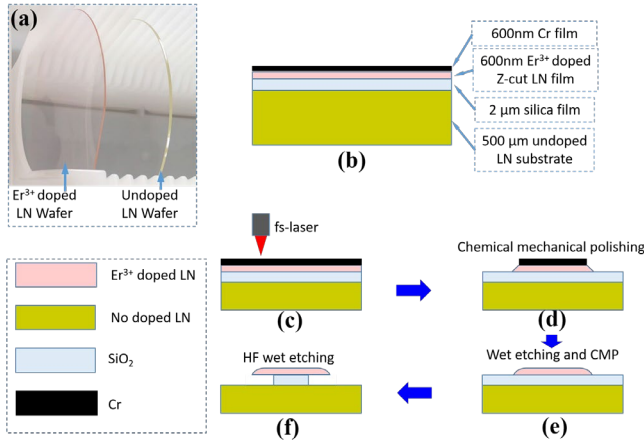 (a)
Er³⁺ doped
LN Wafer
Undoped
LN Wafer
600nm Cr film
600nm Er³⁺ doped
Z-cut LN film
2 μm silica film
500 μm undoped
LN substrate
(b)
Er³⁺ doped LN
No doped LN
SiO₂
Cr
fs-laser
(c)
Chemical mechanical polishing
(d)
HF wet etching
(f)
Wet etching and CMP
(e)